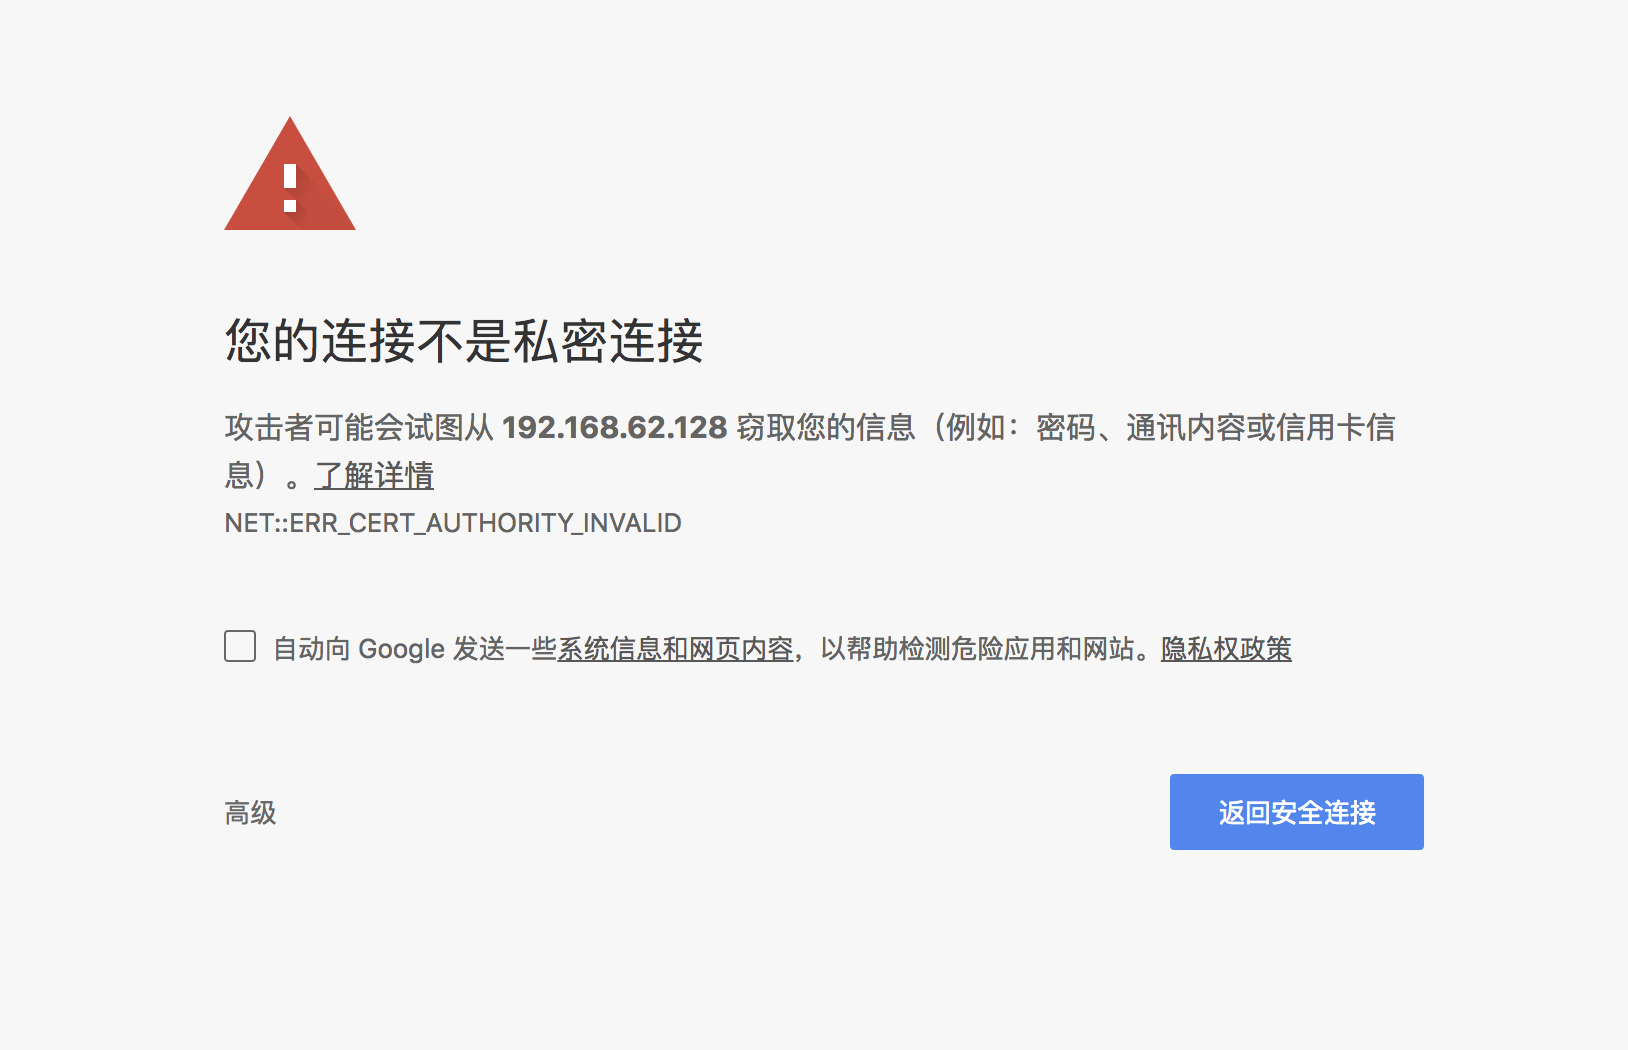 您的连接不是私密连接
攻击者可能会试图从 192.168.62.128 窃取您的信息（例如：密码、通讯内容或信用卡信
息）。了解详情
NET::ERR_CERT_AUTHORITY_INVALID
自动向 Google 发送一些系统信息和网页内容，以帮助检测危险应用和网站。隐私权政策
高级
返回安全连接